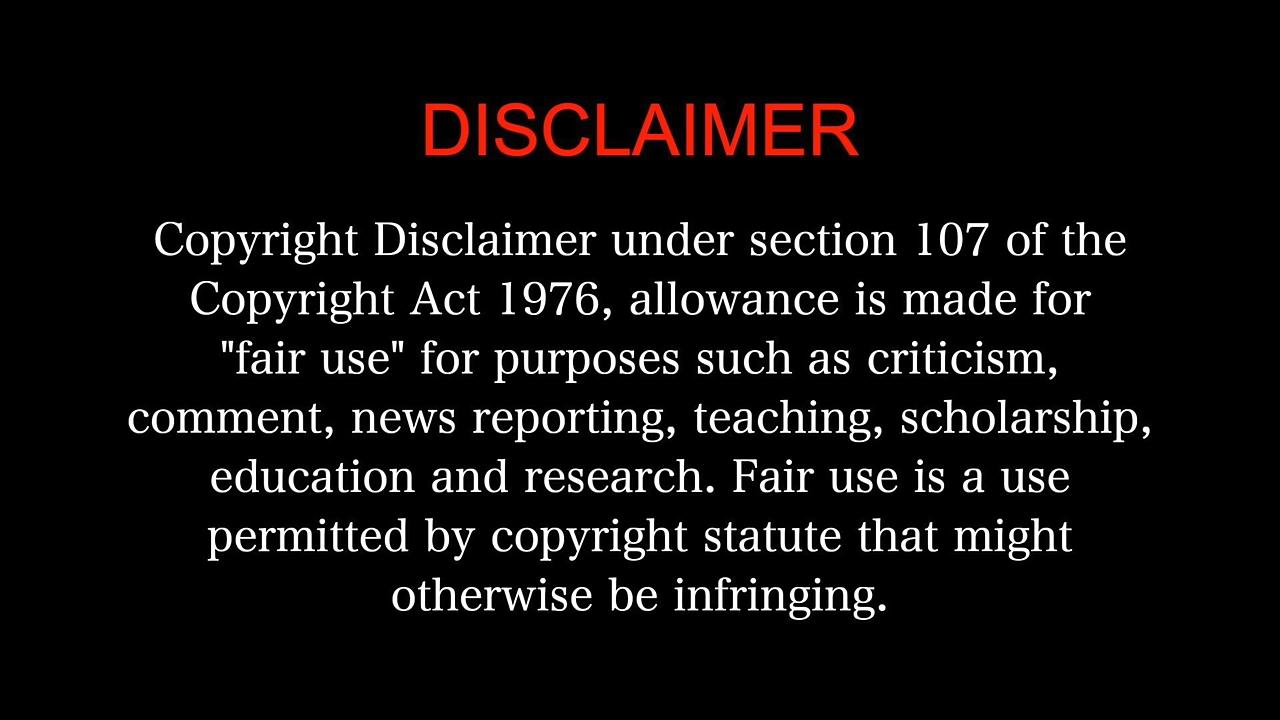 DISCLAIMER
Copyright Disclaimer under section 107 of the
Copyright Act 1976, allowance is made for
"fair use" for purposes such as criticism,
comment, news reporting, teaching, scholarship,
education and research. Fair use is a use
permitted by copyright statute that might
otherwise be infringing.